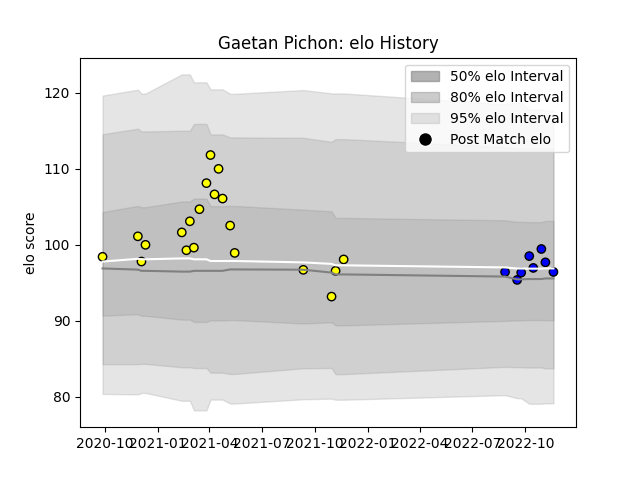 Gaetan Pichon: elo History
50% elo Interval
80% elo Interval
95% elo Interval
Post Match elo
elo score
120
110
100
90
80
2020-10 2021-01 2021-04 2021-07 2021-10 2022-01 2022-04 2022-07 2022-10